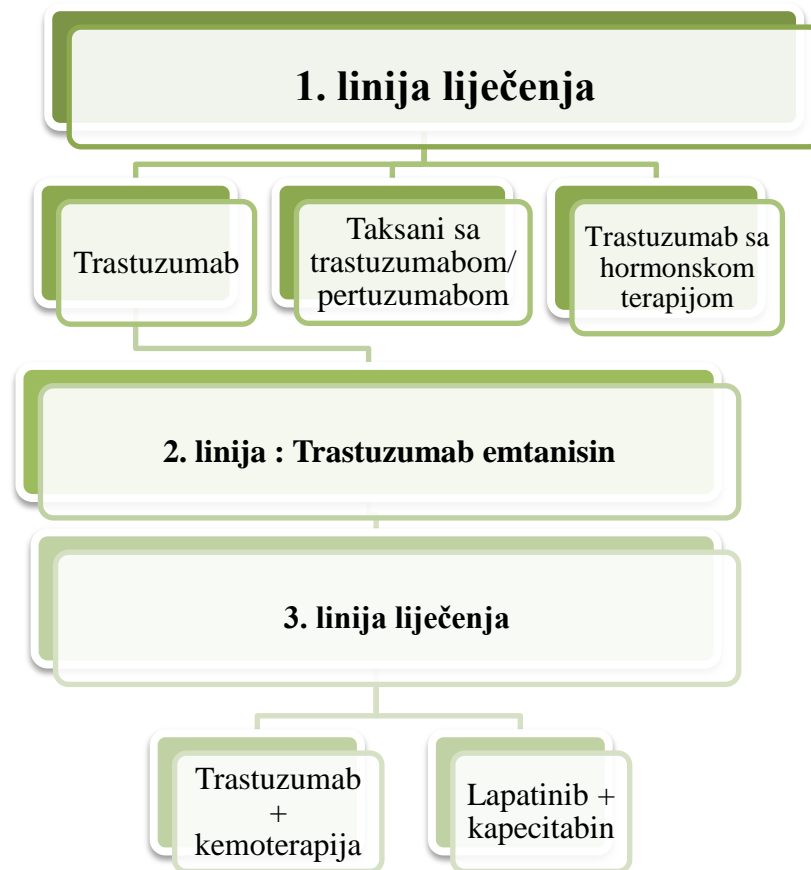 1. linija liječenja
Trastuzumab
Taksani sa
trastuzumabom/
pertuzumabom
Trastuzumab sa
hormonskom
terapijom
2. linija : Trastuzumab emtanisin
3. linija liječenja
Trastuzumab
+
kemoterapija
Lapatinib +
kapecitabin